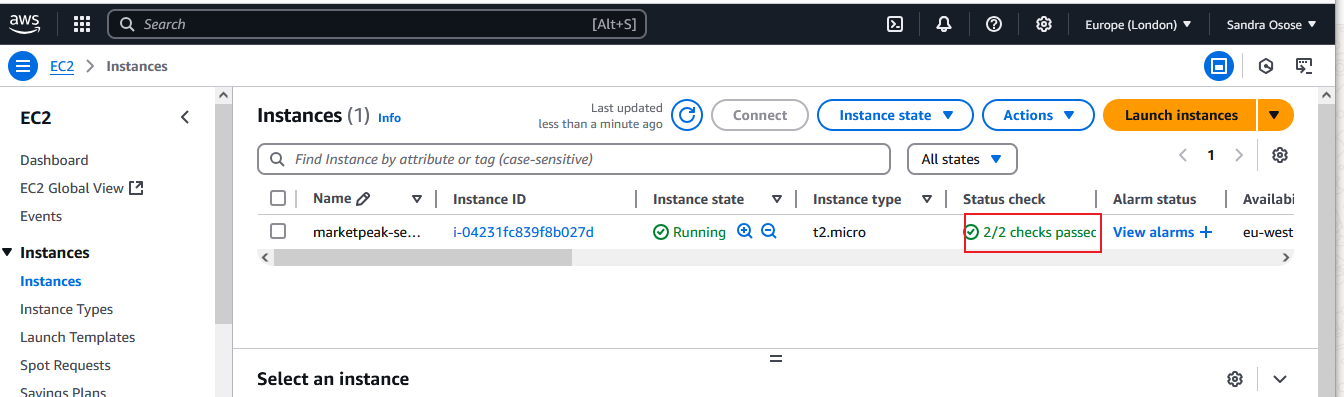 aws
Search [Alt+S] Europe (London) Sandra Osose
EC2 Instances
EC2
Dashboard
EC2 Global View
Events
Instances
Instances
Instance Types
Launch Templates
Spot Requests
Savings Plans
Instances (1) Info
Last updated
less than a minute ago
Connect Instance state Actions Launch instances
Find Instance by attribute or tag (case-sensitive) All states 1
Name Instance ID Instance state Instance type Status check Alarm status Availabi
marketpeak-se... i-04231fc839f8b027d Running t2.micro 2/2 checks passed View alarms + eu-west
Select an instance